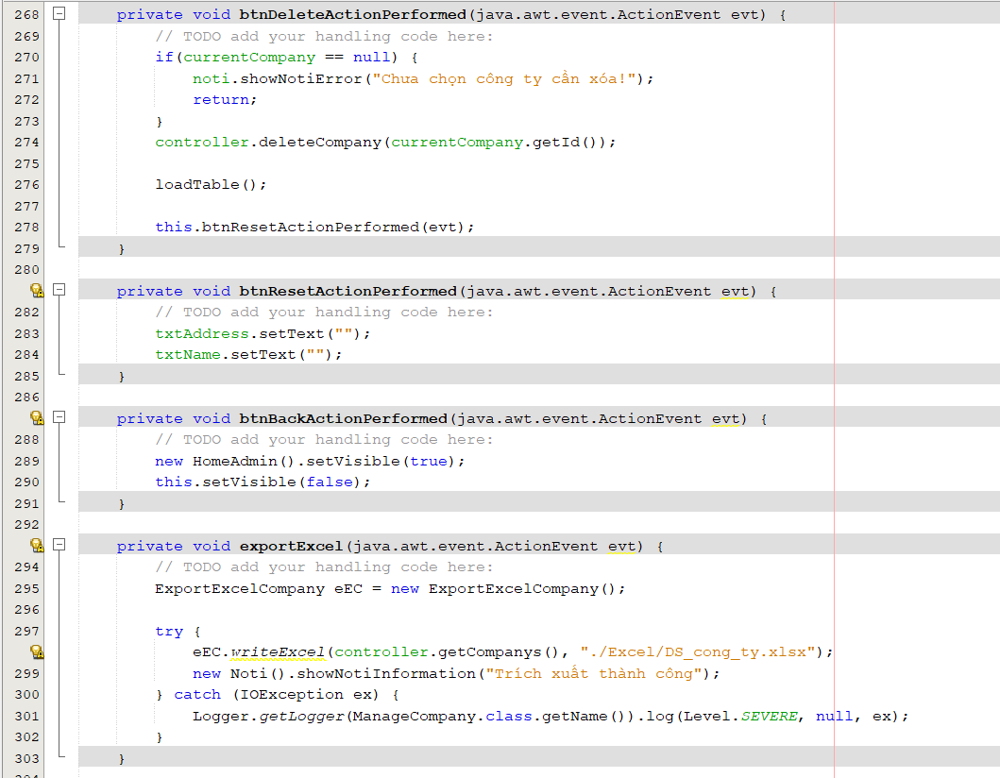 268 private void btnDeleteActionPerformed(java.awt.event.ActionEvent evt) {
269 // TODO add your handling code here:
270 if(currentCompany == null) {
271 noti.showNotiError("Chưa chọn công ty cần xóa!");
272 return;
273 }
274 controller.deleteCompany(currentCompany.getId());
275
276 loadTable();
277
278 this.btnResetActionPerformed(evt);
279 }
280
private void btnResetActionPerformed(java.awt.event.ActionEvent evt) {
282 // TODO add your handling code here:
283 txtAddress.setText("");
284 txtName.setText("");
285 }
286
private void btnBackActionPerformed(java.awt.event.ActionEvent evt) {
288 // TODO add your handling code here:
289 new HomeAdmin().setVisible(true);
290 this.setVisible(false);
291 }
292
private void exportExcel(java.awt.event.ActionEvent evt) {
294 // TODO add your handling code here:
295 ExportExcelCompany eEC = new ExportExcelCompany();
296
297 try {
eEC.writeExcel(controller.getCompanys(), "./Excel/DS_cong_ty.xlsx");
299 new Noti().showNotiInformation("Trích xuất thành công");
300 } catch (IOException ex) {
301 Logger.getLogger(ManageCompany.class.getName()).log(Level.SEVERE, null, ex);
302 }
303 }